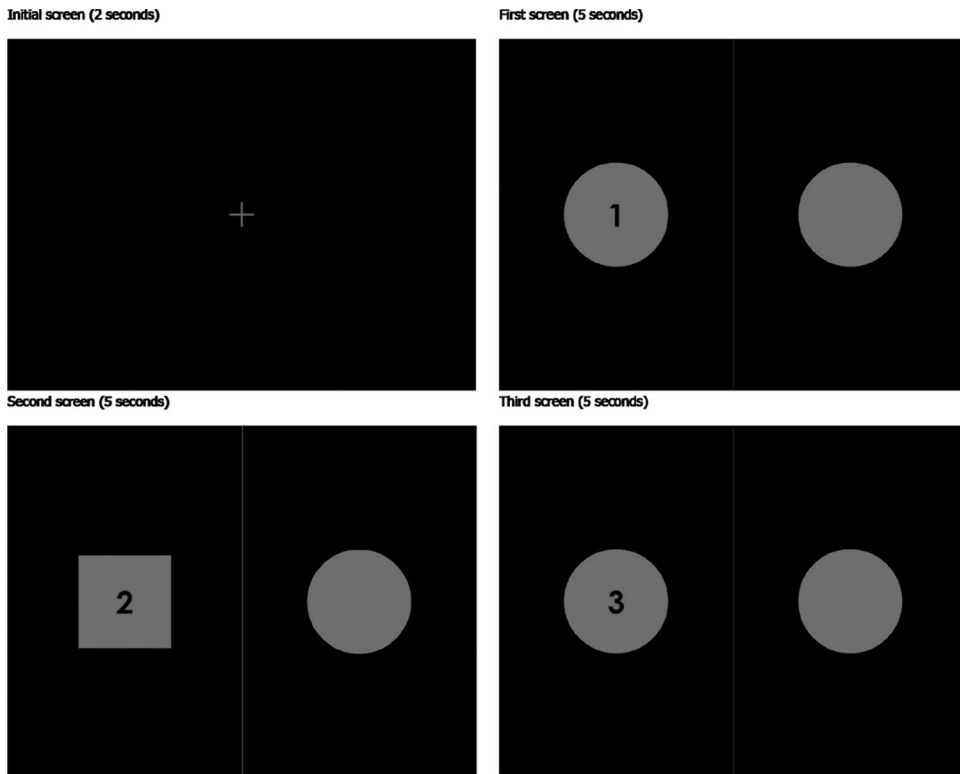 Initial screen (2 seconds)
First screen (5 seconds)
1
Second screen (5 seconds)
Third screen (5 seconds)
2
3